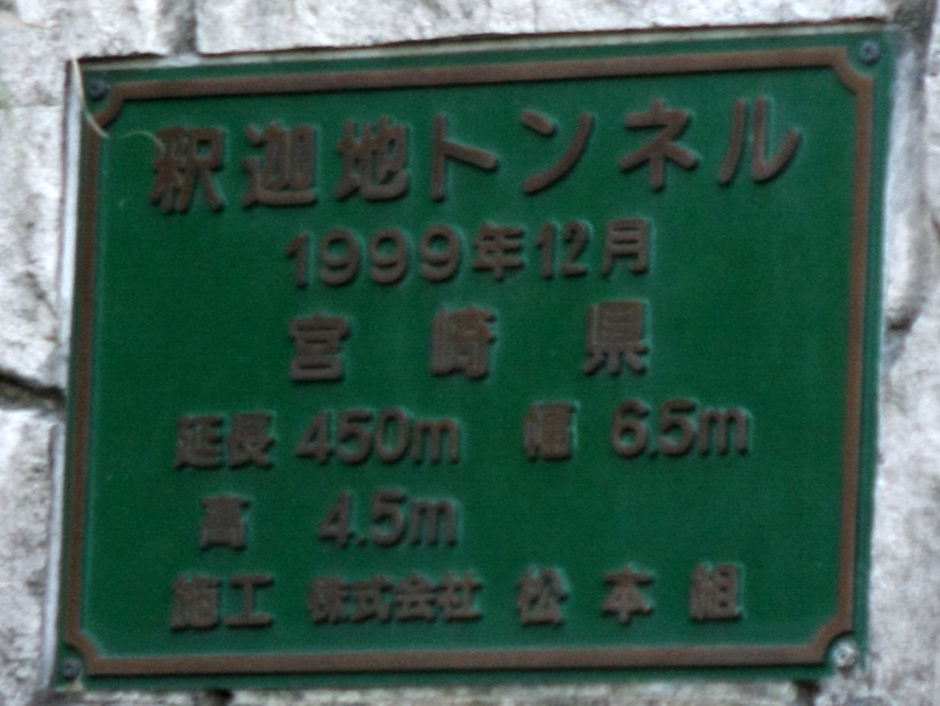 釈迦地トンネル
1999年12月
宮崎県
延長 450m 幅 6.5m
高 4.5m
施工 株式会社 松本組